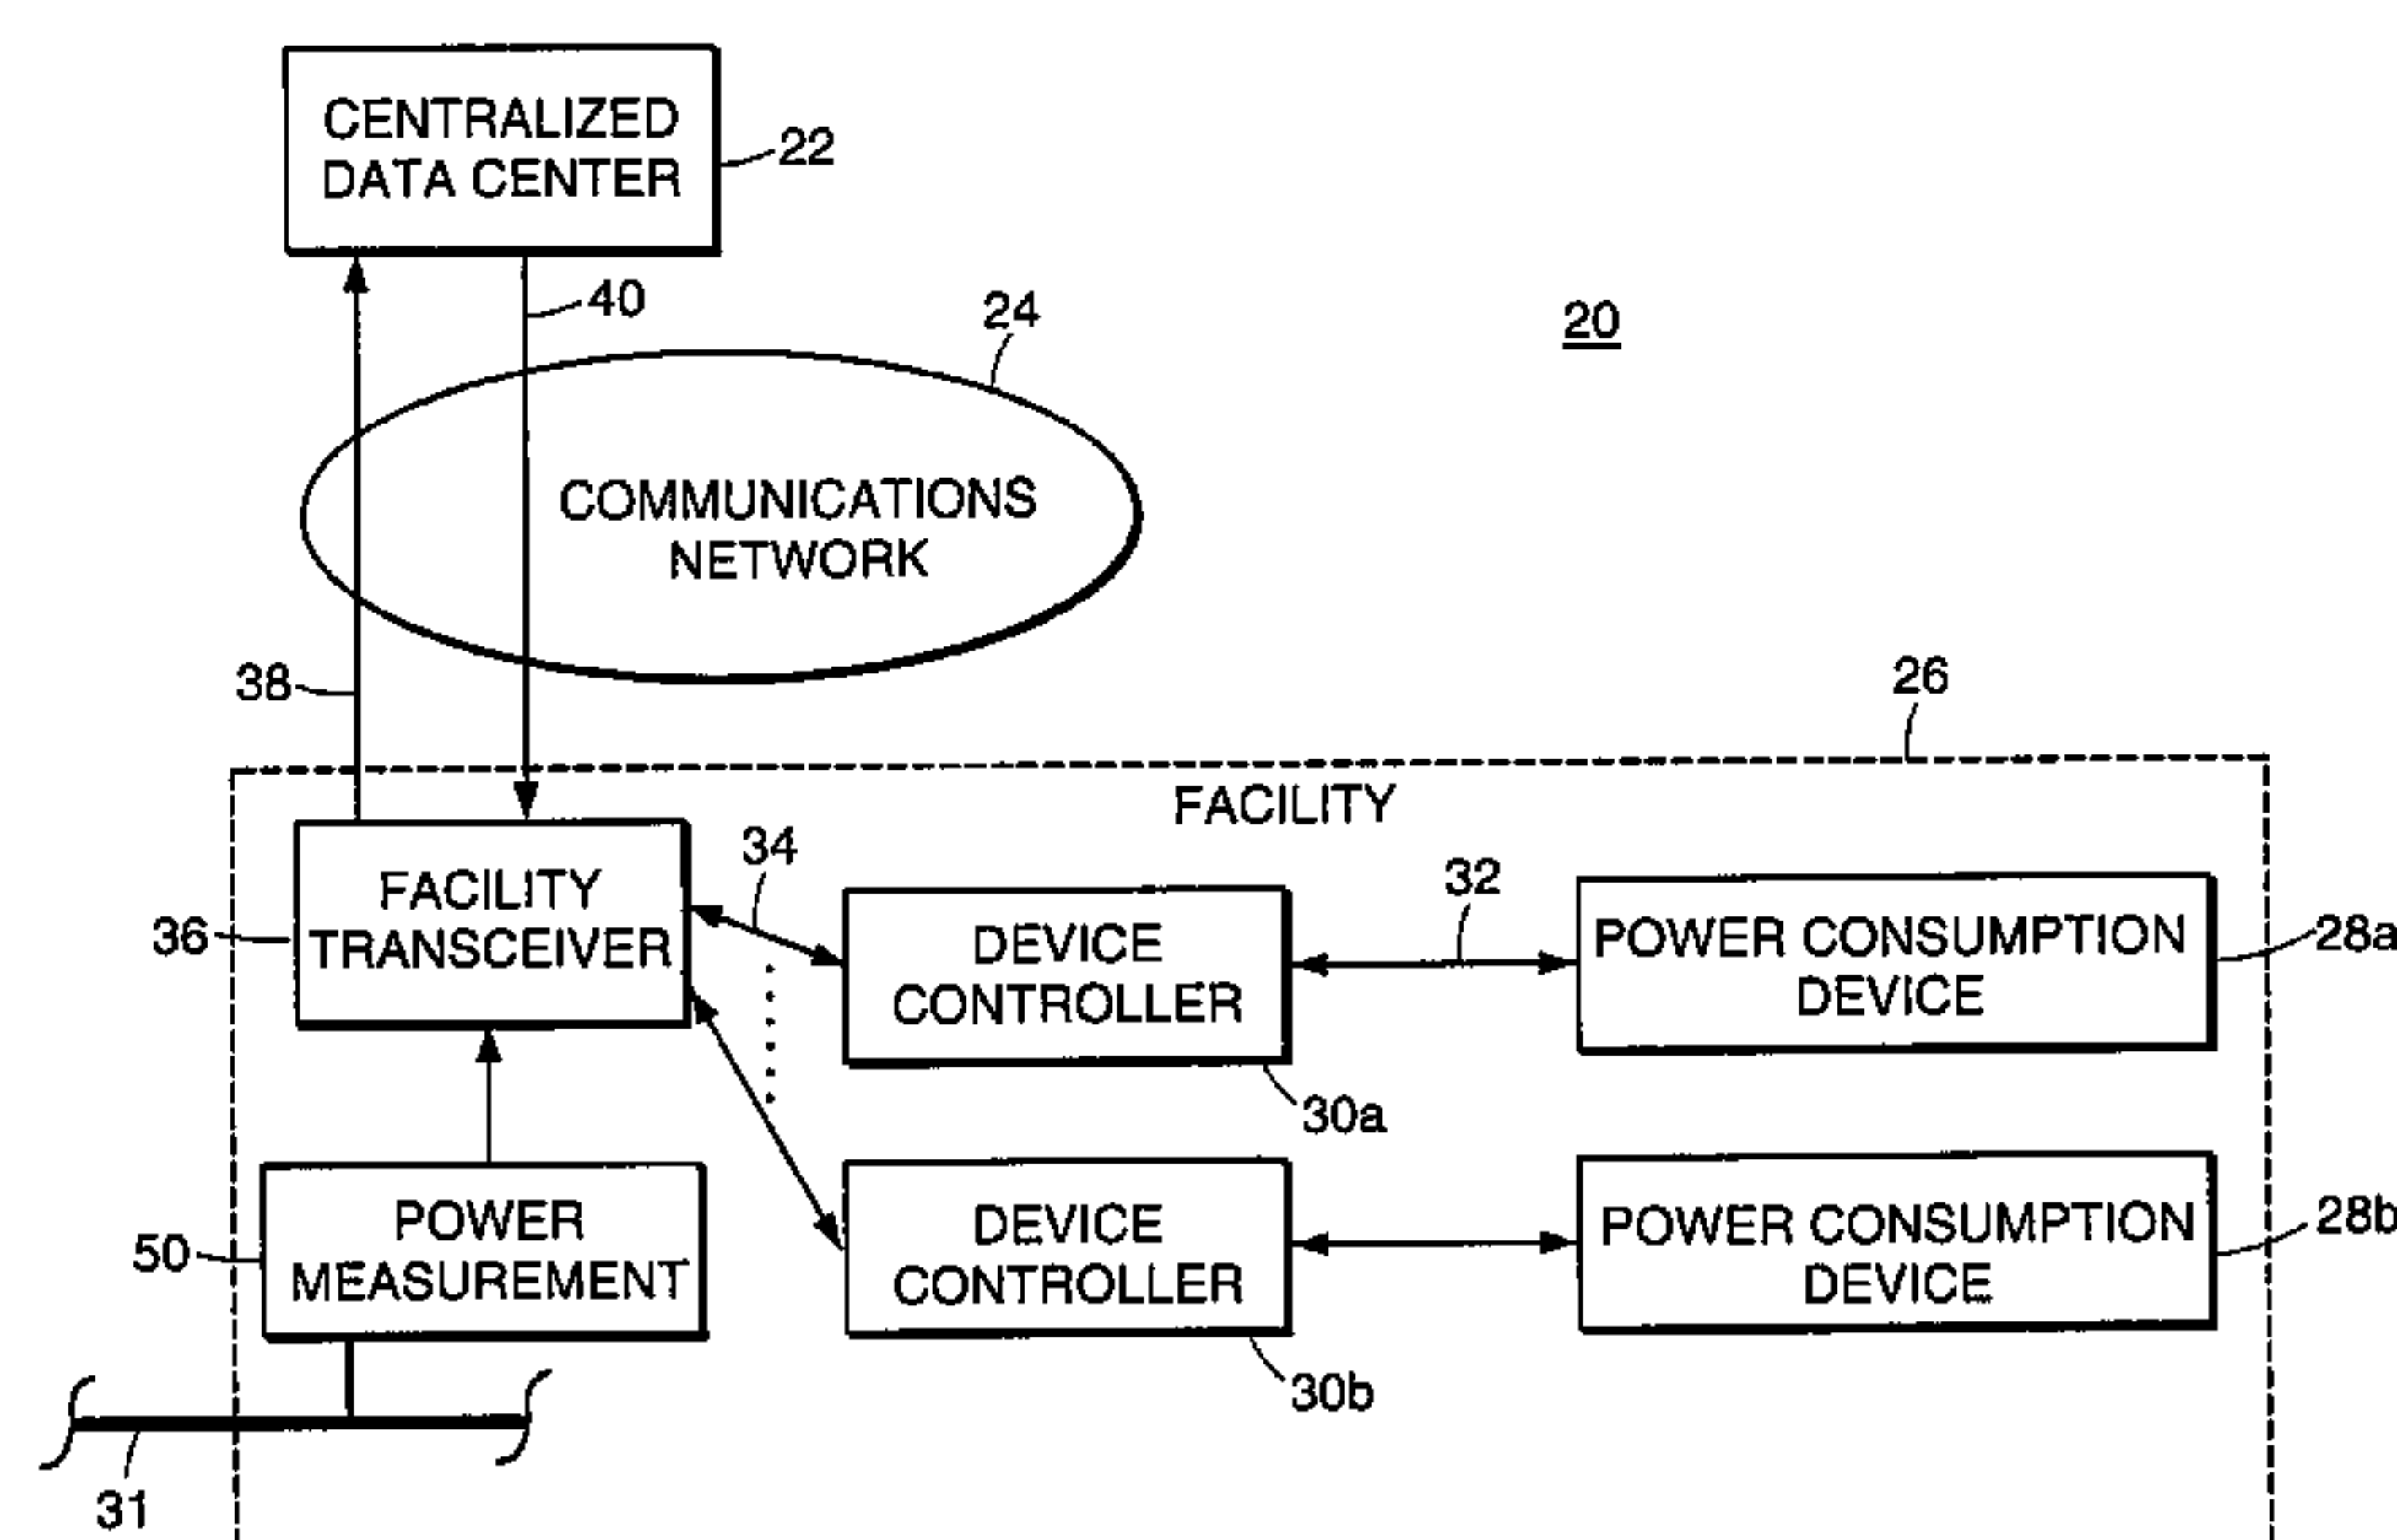 CENTRALIZED
DATA CENTER
22
40
24
20
COMMUNICATIONS
NETWORK
38
26
FACILITY
34
32
FACILITY
TRANSCEIVER
36
DEVICE
CONTROLLER
POWER CONSUMPTION
DEVICE
28a
30a
POWER
MEASUREMENT
50
DEVICE
CONTROLLER
POWER CONSUMPTION
DEVICE
28b
30b
31